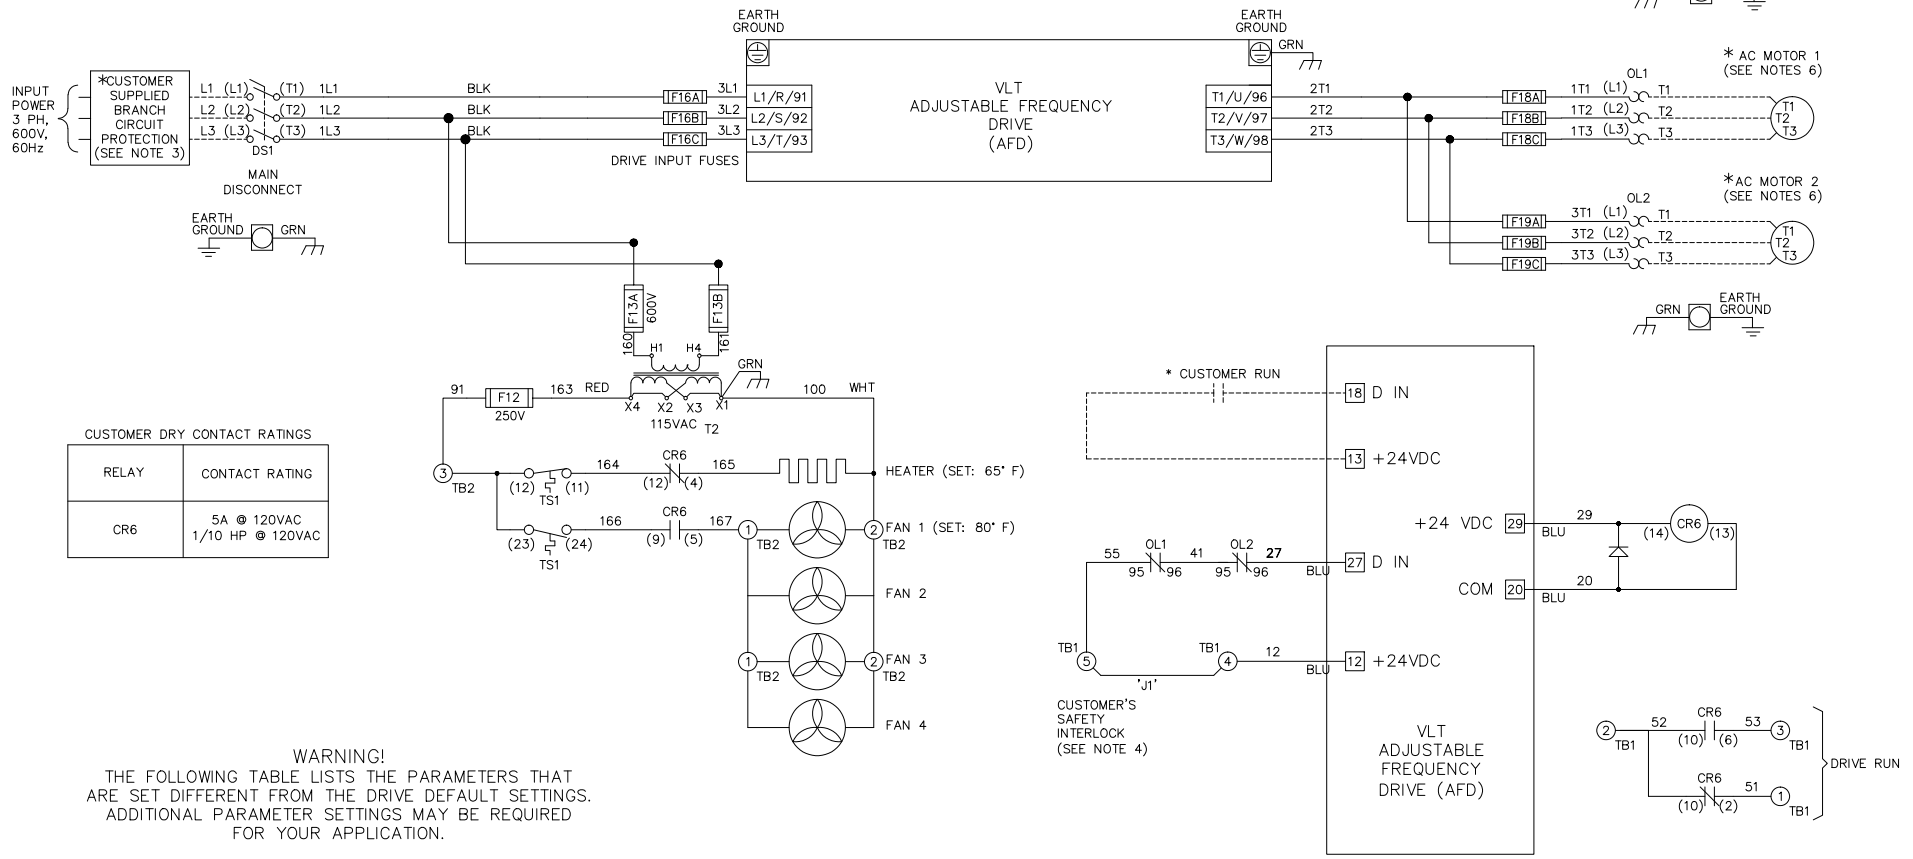 EARTH
GROUND
EARTH
GROUND
GRN
INPUT
POWER
3 PH,
600V,
60Hz
*CUSTOMER
SUPPLIED
BRANCH
CIRCUIT
PROTECTION
(SEE NOTE 3)
L1 (L1) (T1) 1L1 BLK F16A 3L1 L1/R/91
L2 (L2) (T2) 1L2 F16B 3L2 L2/S/92
L3 (L3) (T3) 1L3 BLK F16C 3L3 L3/T/93
DS1
MAIN
DISCONNECT
DRIVE INPUT FUSES
VLT
ADJUSTABLE FREQUENCY
DRIVE
(AFD)
T1/U/96 2T1 F18A 1T1 (L1) T1
T2/V/97 2T2 F18B 1T2 (L2) T2
T3/W/98 2T3 F18C 1T3 (L3) T3
OL1
* AC MOTOR 1
(SEE NOTES 6)
T1
T2
T3
* AC MOTOR 2
(SEE NOTES 6)
OL2
F19A 3T1 (L1) T1
F19B 3T2 (L2) T2
F19C 3T3 (L3) T3
T1
T2
T3
GRN
EARTH
GROUND
EARTH
GROUND
GRN
F13A
600V
F13B
160
161
H1 H4
GRN
91 F12 163 RED
250V
X4 X2 X3 X1
115VAC T2
100 WHT
3
TB2
(12) (11)
TS1
164
CR6
(12) (4)
165
HEATER (SET: 65° F)
(23) (24)
TS1
166
CR6
(9) (5)
167
1
TB2
2
TB2
FAN 1 (SET: 80° F)
FAN 2
1
TB2
2
TB2
FAN 3
FAN 4
CUSTOMER DRY CONTACT RATINGS
RELAY CONTACT RATING
CR6
5A @ 120VAC
1/10 HP @ 120VAC
WARNING!
THE FOLLOWING TABLE LISTS THE PARAMETERS THAT
ARE SET DIFFERENT FROM THE DRIVE DEFAULT SETTINGS.
ADDITIONAL PARAMETER SETTINGS MAY BE REQUIRED
FOR YOUR APPLICATION.
* CUSTOMER RUN
18 D IN
13 +24VDC
55
OL1
95 96
41
OL2
95 96
27
BLU
27 D IN
TB1
5
TB1
4
12
BLU
12 +24VDC
'J1'
CUSTOMER'S
SAFETY
INTERLOCK
(SEE NOTE 4)
+24 VDC 29
BLU
29
CR6
(14) (13)
COM 20
BLU
20
VLT
ADJUSTABLE
FREQUENCY
DRIVE (AFD)
2
TB1
52
CR6
(10) (6)
53
3
TB1
CR6
(10) (2)
51
1
TB1
DRIVE RUN